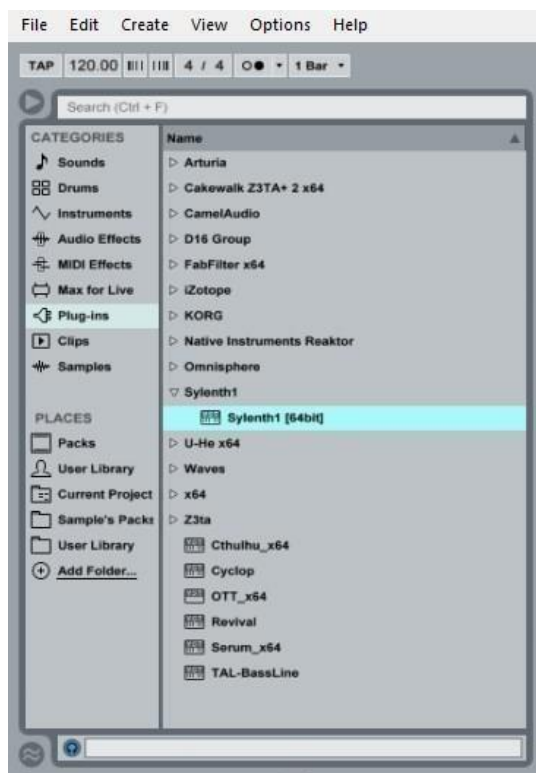 File Edit Create View Options Help
TAP 120.00 4 / 4 1 Bar
Search (Ctrl + F)
CATEGORIES
Sounds
Drums
Instruments
Audio Effects
MIDI Effects
Max for Live
Plug-ins
Clips
Samples
PLACES
Packs
User Library
Current Project
Sample's Packs
User Library
Add Folder...
Name
Arturia
Cakewalk Z3TA+ 2 x64
CamelAudio
D16 Group
FabFilter x64
iZotope
KORG
Native Instruments Reaktor
Omnisphere
Sylenth1
Sylenth1 [64bit]
U-He x64
Waves
x64
Z3ta
Cthulhu_x64
Cyclop
OTT_x64
Revival
Serum_x64
TAL-BassLine